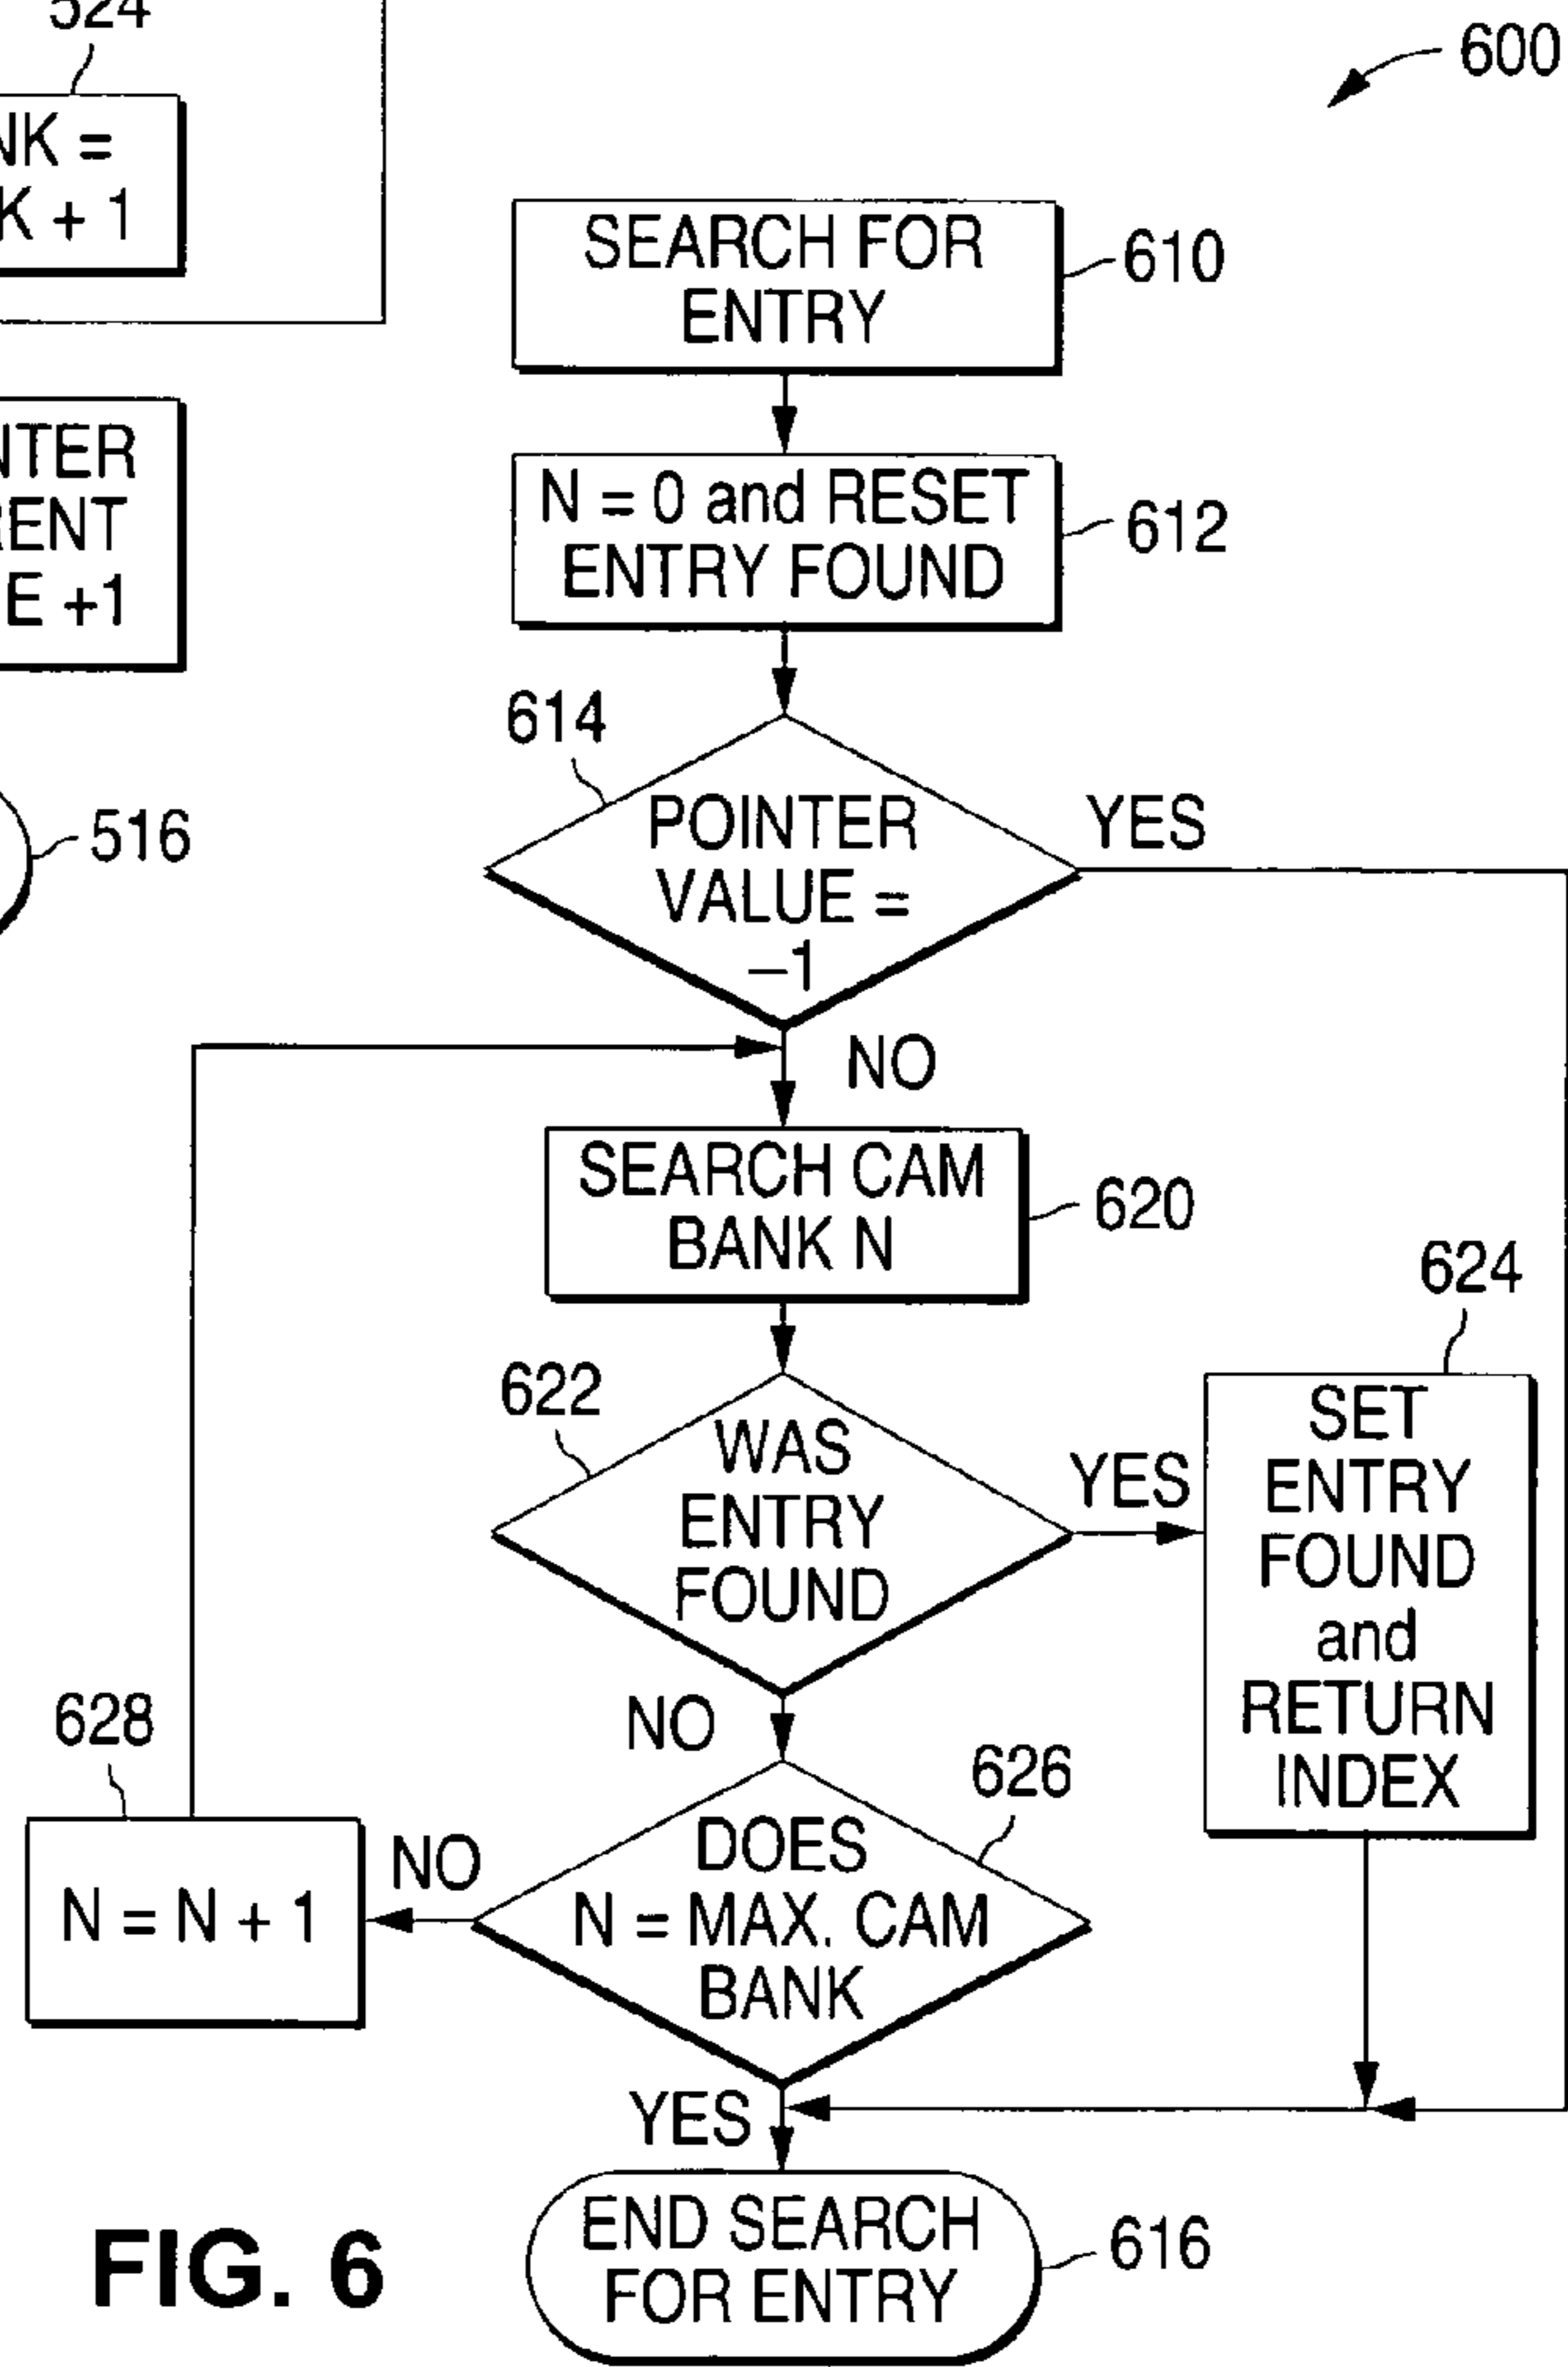 524
NK =
K + 1
NTER
RENT
E +1
516
600
SEARCH FOR
ENTRY
610
N = 0 and RESET
ENTRY FOUND
612
614
POINTER
VALUE =
–1
YES
NO
SEARCH CAM
BANK N
620
622
WAS
ENTRY
FOUND
YES
624
SET
ENTRY
FOUND
and
RETURN
INDEX
NO
626
DOES
N = MAX. CAM
BANK
NO
628
N = N + 1
YES
END SEARCH
FOR ENTRY
616
FIG. 6